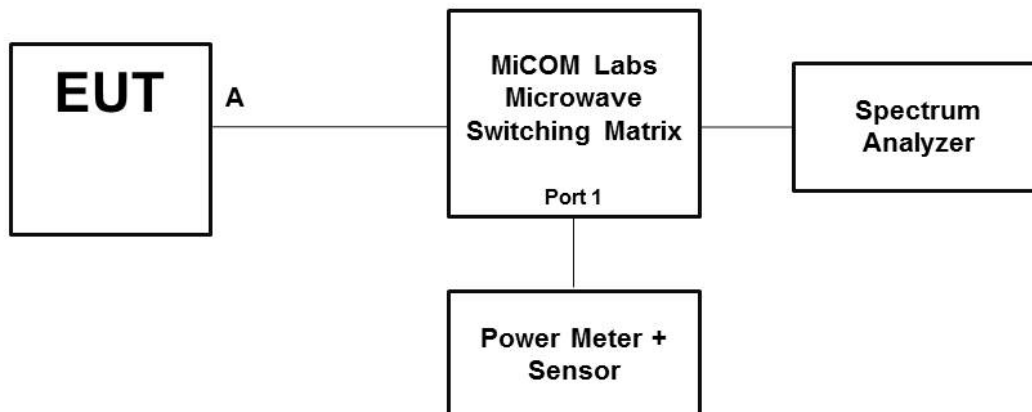 EUT
A
MiCOM Labs
Microwave
Switching Matrix
Port 1
Spectrum
Analyzer
Power Meter +
Sensor